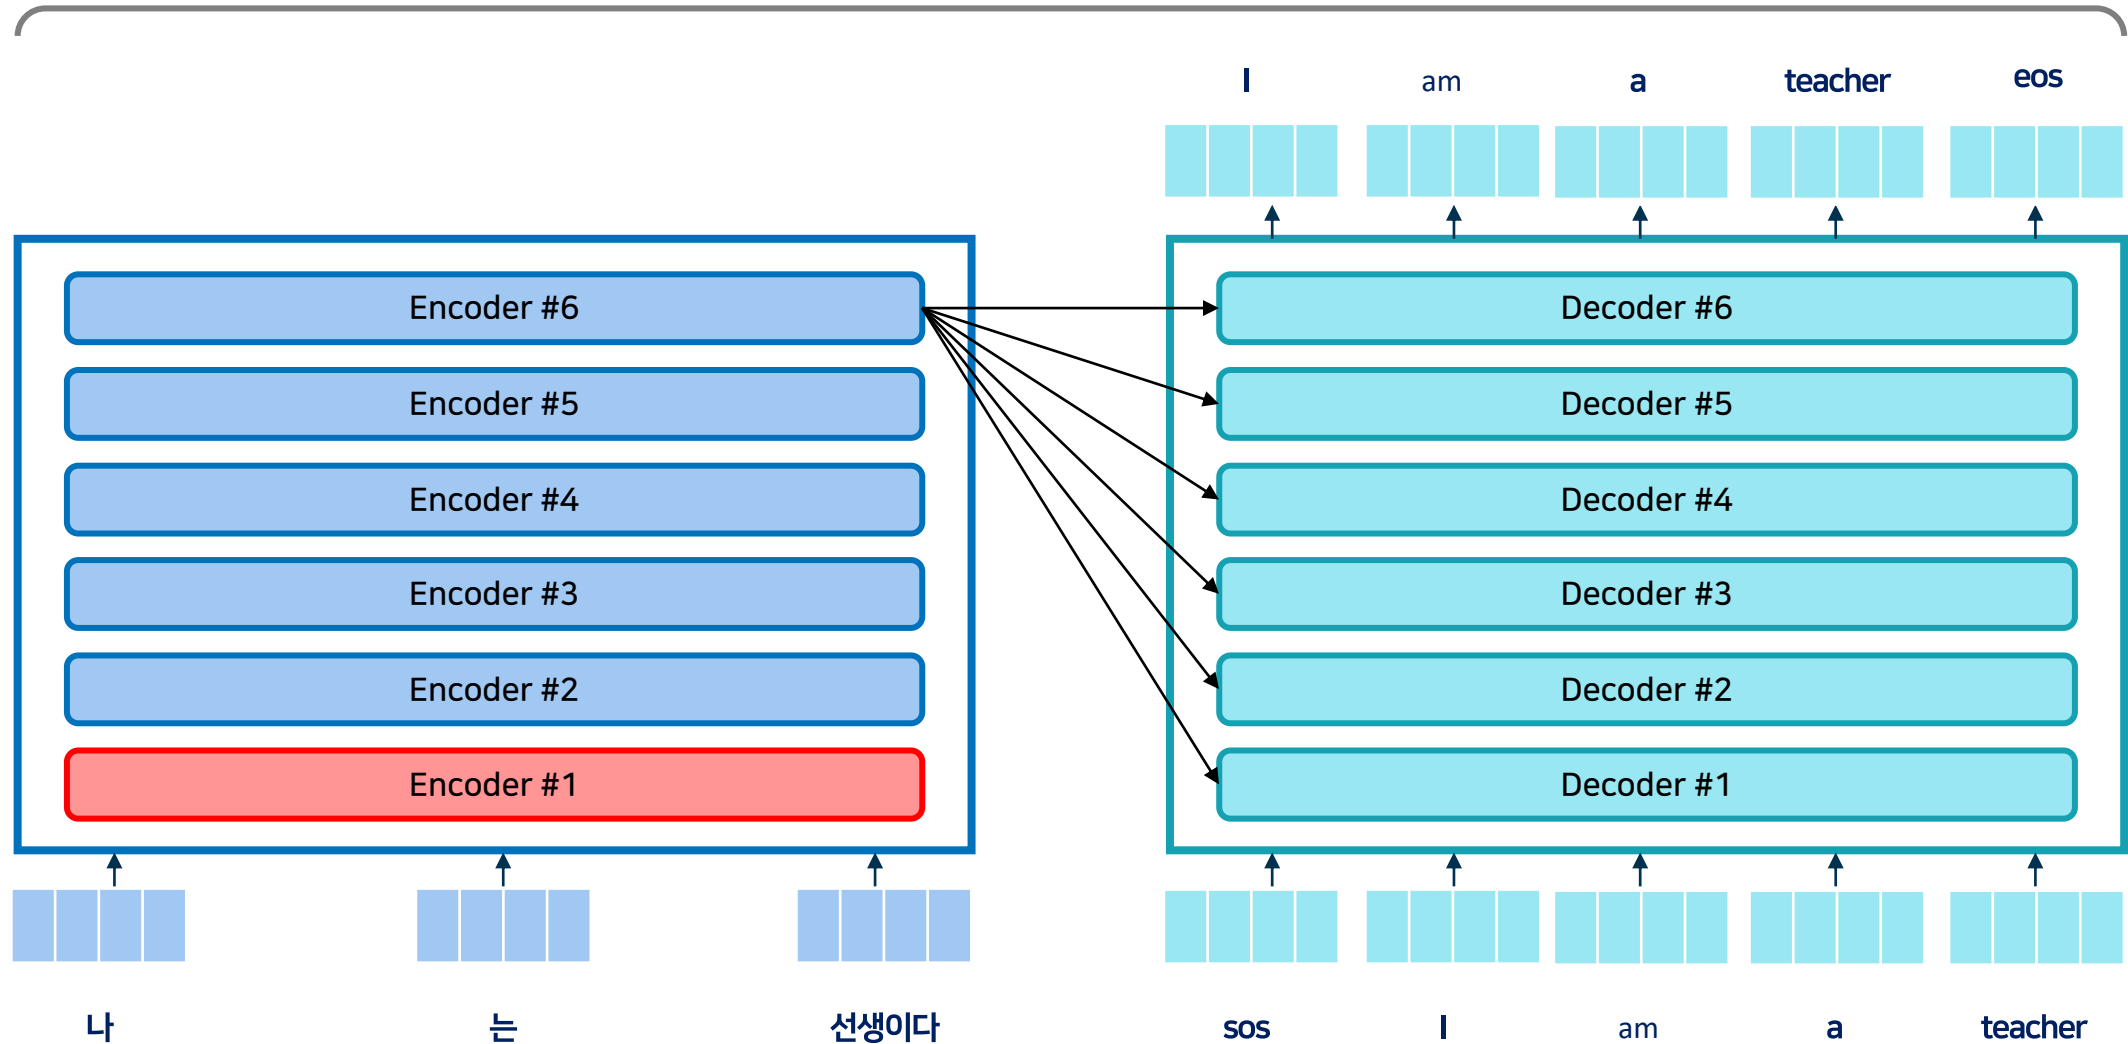 I am a teacher eos
Encoder #6
Encoder #5
Encoder #4
Encoder #3
Encoder #2
Encoder #1
Decoder #6
Decoder #5
Decoder #4
Decoder #3
Decoder #2
Decoder #1
나 는 선생이다
sos I am a teacher